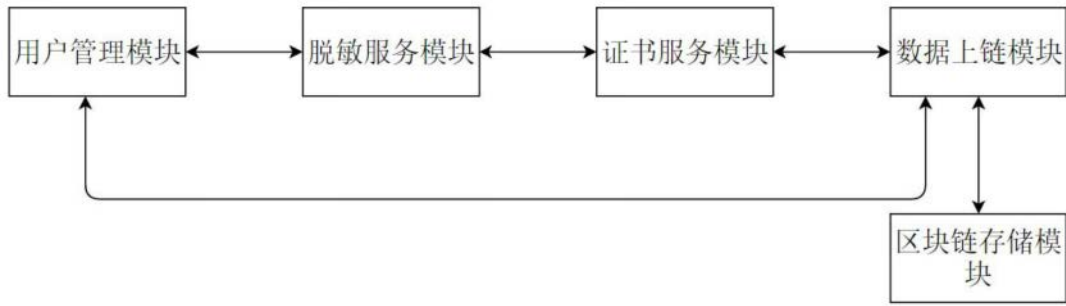 用户管理模块
脱敏服务模块
证书服务模块
数据上链模块
区块链存储模
块